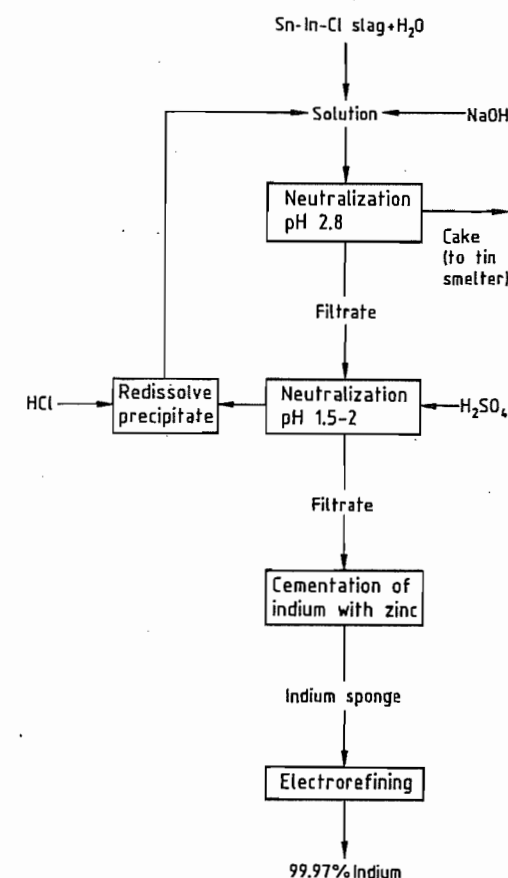 Sn-In-Cl slag+H₂O
Solution
NaOH
Neutralization
pH 2.8
Cake
(to tin
smelter)
Filtrate
HCl
Redissolve
precipitate
Neutralization
pH 1.5-2
H₂SO₄
Filtrate
Cementation of
indium with zinc
Indium sponge
Electrorefining
99.97% Indium